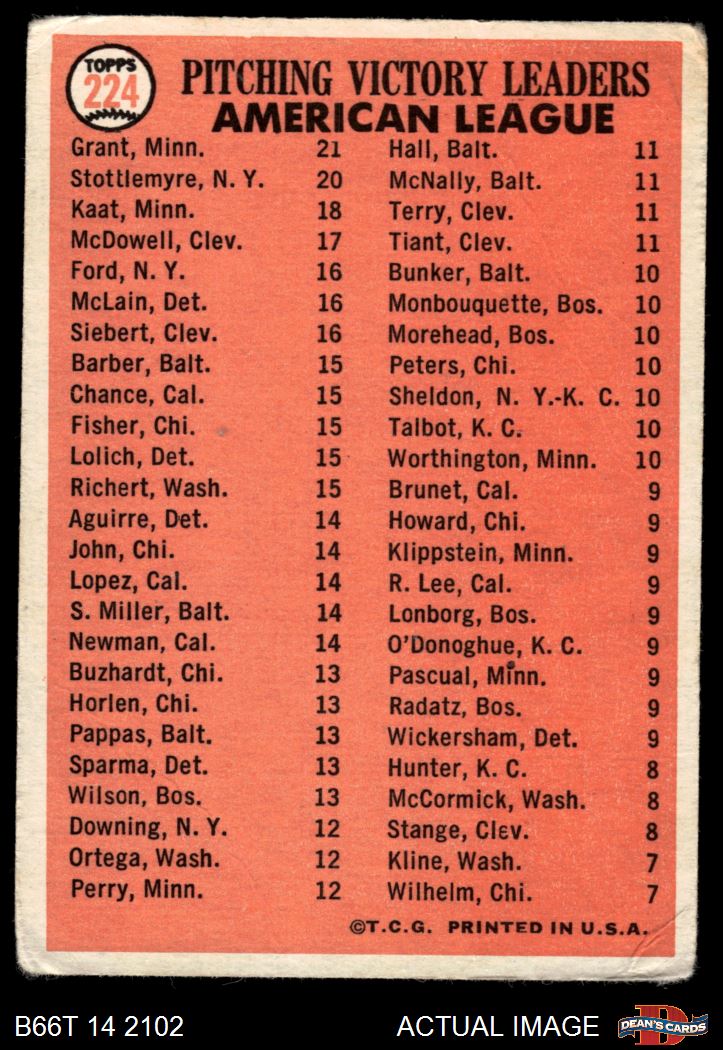 TOPPS
224
PITCHING VICTORY LEADERS
AMERICAN LEAGUE
Grant, Minn. 21
Stottlemyre, N. Y. 20
Kaat, Minn. 18
McDowell, Clev. 17
Ford, N. Y. 16
McLain, Det. 16
Siebert, Clev. 16
Barber, Balt. 15
Chance, Cal. 15
Fisher, Chi. 15
Lolich, Det. 15
Richert, Wash. 15
Aguirre, Det. 14
John, Chi. 14
Lopez, Cal. 14
S. Miller, Balt. 14
Newman, Cal. 14
Buzhardt, Chi. 13
Horlen, Chi. 13
Pappas, Balt. 13
Sparma, Det. 13
Wilson, Bos. 13
Downing, N. Y. 12
Ortega, Wash. 12
Perry, Minn. 12
Hall, Balt. 11
McNally, Balt. 11
Terry, Clev. 11
Tiant, Clev. 11
Bunker, Balt. 10
Monbouquette, Bos. 10
Morehead, Bos. 10
Peters, Chi. 10
Sheldon, N. Y.-K. C. 10
Talbot, K. C. 10
Worthington, Minn. 10
Brunet, Cal. 9
Howard, Chi. 9
Klippstein, Minn. 9
R. Lee, Cal. 9
Lonborg, Bos. 9
O'Donoghue, K. C. 9
Pascual, Minn. 9
Radatz, Bos. 9
Wickersham, Det. 9
Hunter, K. C. 8
McCormick, Wash. 8
Stange, Clev. 8
Kline, Wash. 7
Wilhelm, Chi. 7
©T.C.G. PRINTED IN U.S.A.
B66T 14 2102
ACTUAL IMAGE
D
DEAN'S CARDS